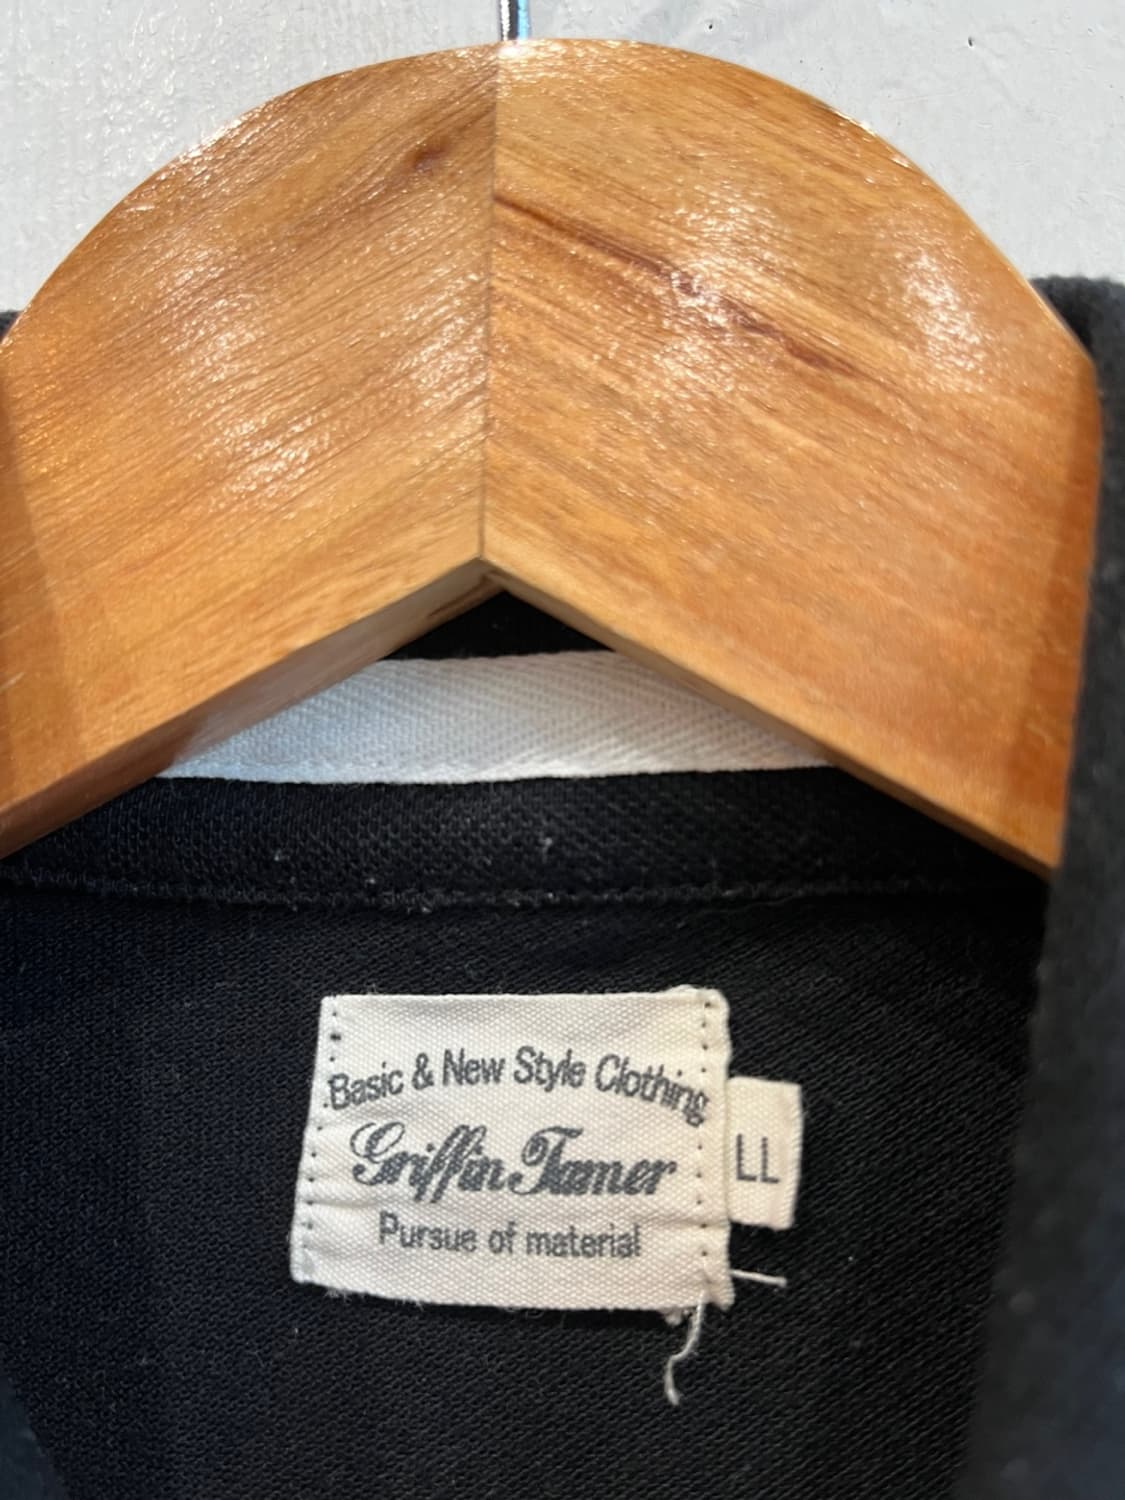 Basic & New Style Clothing
Griffin Tamer
Pursue of material
LL